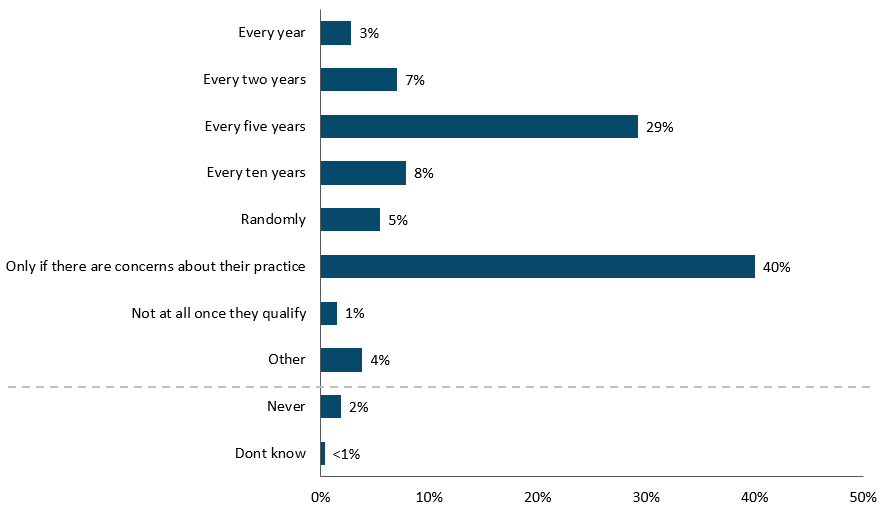 Every year 3%
Every two years 7%
Every five years 29%
Every ten years 8%
Randomly 5%
Only if there are concerns about their practice 40%
Not at all once they qualify 1%
Other 4%
Never 2%
Dont know <1%
0% 10% 20% 30% 40% 50%